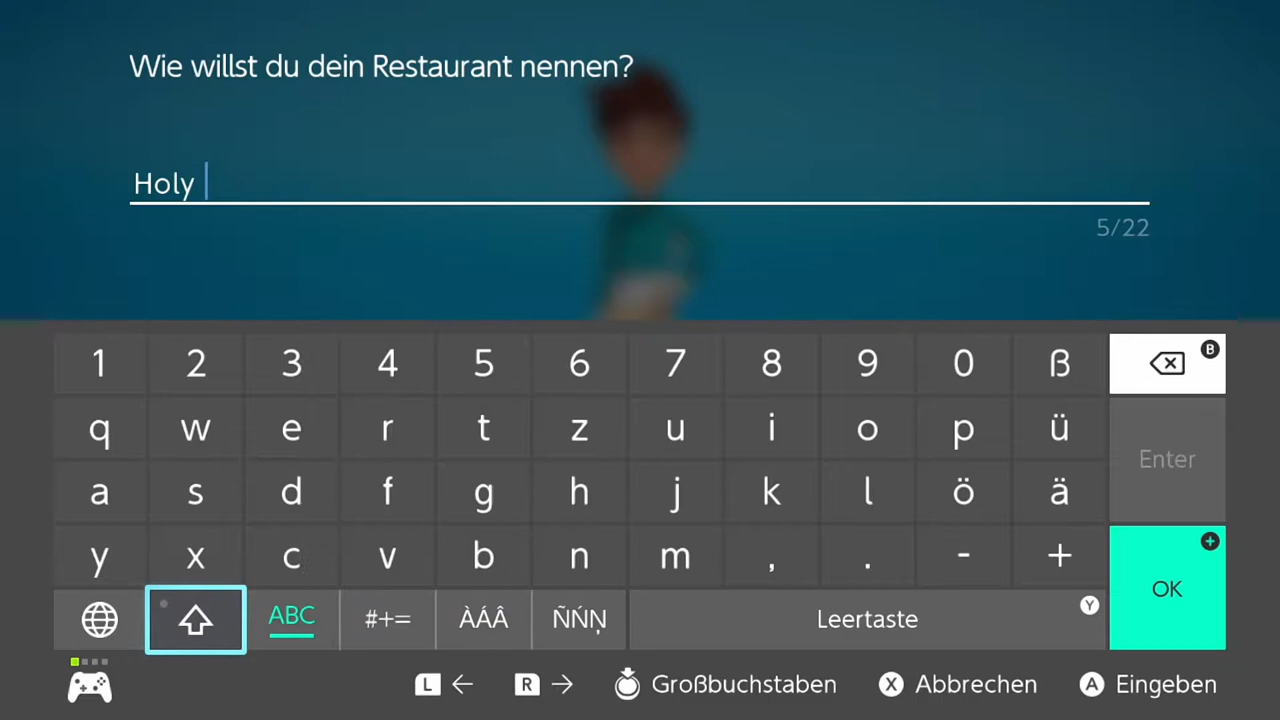 Wie willst du dein Restaurant nennen?
Holy
5/22
1 2 3 4 5 6 7 8 9 0 ß B
q w e r t z u i o p ü
Enter
a s d f g h j k l ö ä
y x c v b n m , . - + +
OK
ABC #+= ÀÁÂ ÑŃŅ Leertaste Y
L ← R → Großbuchstaben X Abbrechen A Eingeben